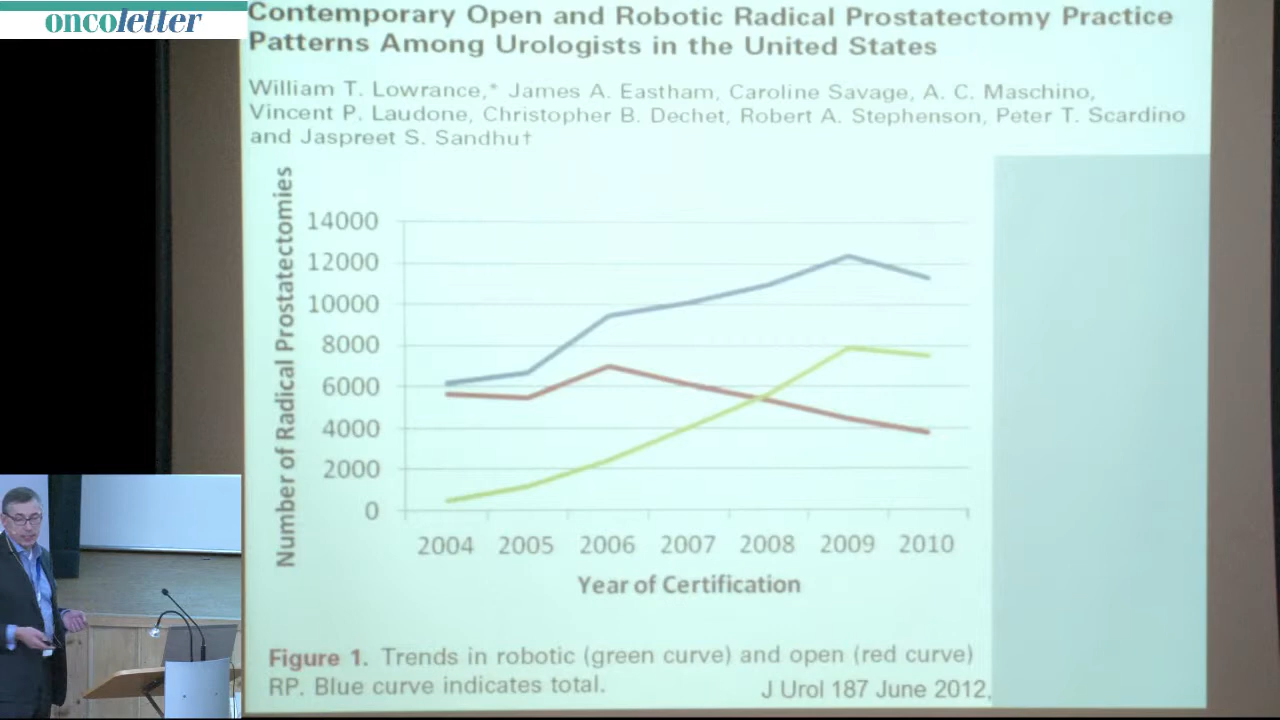 oncoletter
Contemporary Open and Robotic Radical Prostatectomy Practice
Patterns Among Urologists in the United States
William T. Lowrance,* James A. Eastham, Caroline Savage, A. C. Maschino,
Vincent P. Laudone, Christopher B. Dechet, Robert A. Stephenson, Peter T. Scardino
and Jaspreet S. Sandhu†
Number of Radical Prostatectomies
14000
12000
10000
8000
6000
4000
2000
0
2004 2005 2006 2007 2008 2009 2010
Year of Certification
Figure 1. Trends in robotic (green curve) and open (red curve)
RP. Blue curve indicates total.
J Urol 187 June 2012.